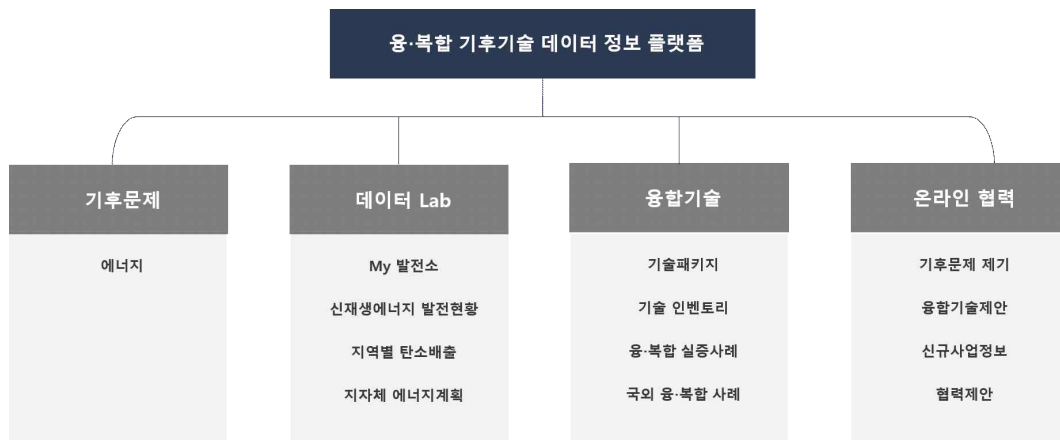 융·복합 기후기술 데이터 정보 플랫폼
기후문제
에너지
데이터 Lab
My 발전소
신재생에너지 발전현황
지역별 탄소배출
지자체 에너지계획
융합기술
기술패키지
기술 인벤토리
융·복합 실증사례
국외 융·복합 사례
온라인 협력
기후문제 제기
융합기술제안
신규사업정보
협력제안